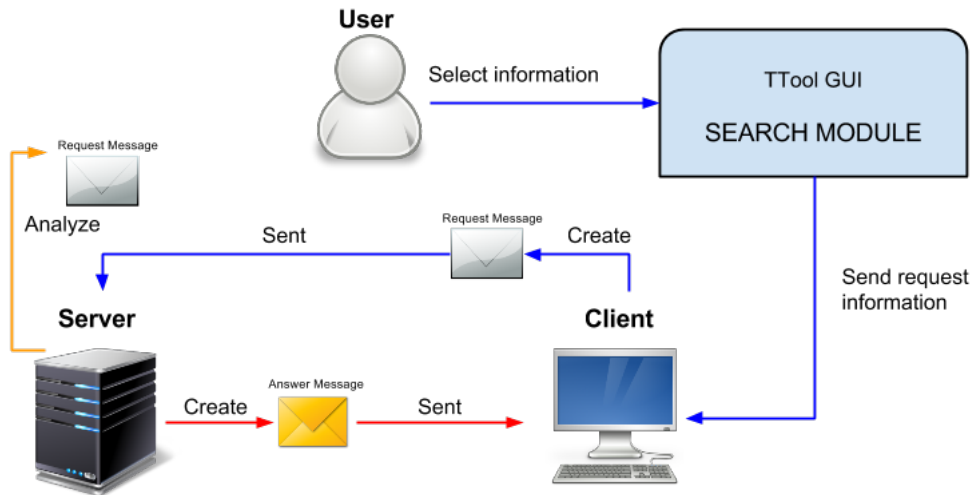 User
Select information
TTool GUI
SEARCH MODULE
Request Message
Analyze
Request Message
Sent
Create
Send request
information
Server
Client
Answer Message
Create
Sent